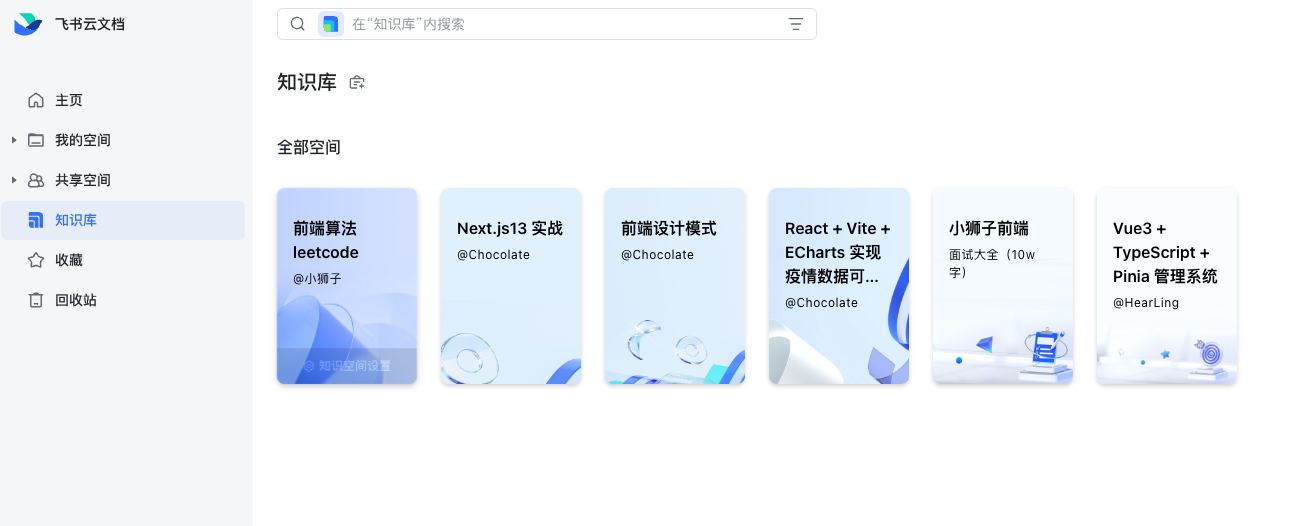 飞书云文档
在“知识库”内搜索
主页
我的空间
共享空间
知识库
收藏
回收站
知识库
全部空间
前端算法
leetcode
@小狮子
知识空间设置
Next.js13 实战
@Chocolate
前端设计模式
@Chocolate
React + Vite +
ECharts 实现
疫情数据可...
@Chocolate
小狮子前端
面试大全（10w
字）
Vue3 +
TypeScript +
Pinia 管理系统
@HearLing